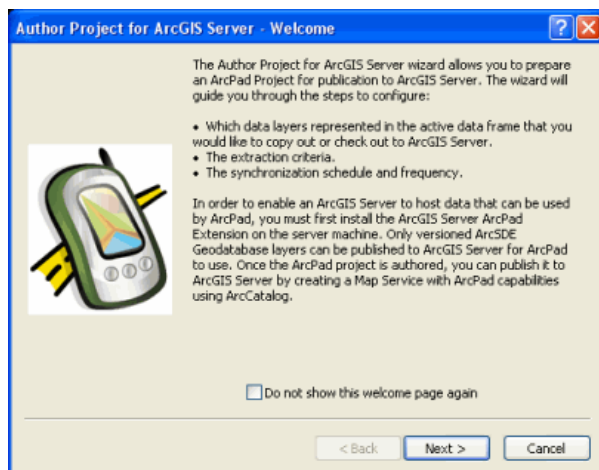 Author Project for ArcGIS Server - Welcome
The Author Project for ArcGIS Server wizard allows you to prepare
an ArcPad Project for publication to ArcGIS Server. The wizard will
guide you through the steps to configure:
• Which data layers represented in the active data frame that you
would like to copy out or check out to ArcGIS Server.
• The extraction criteria.
• The synchronization schedule and frequency.
In order to enable an ArcGIS Server to host data that can be used
by ArcPad, you must first install the ArcGIS Server ArcPad
Extension on the server machine. Only versioned ArcSDE
Geodatabase layers can be published to ArcGIS Server for ArcPad
to use. Once the ArcPad project is authored, you can publish it to
ArcGIS Server by creating a Map Service with ArcPad capabilities
using ArcCatalog.
Do not show this welcome page again
< Back Next > Cancel